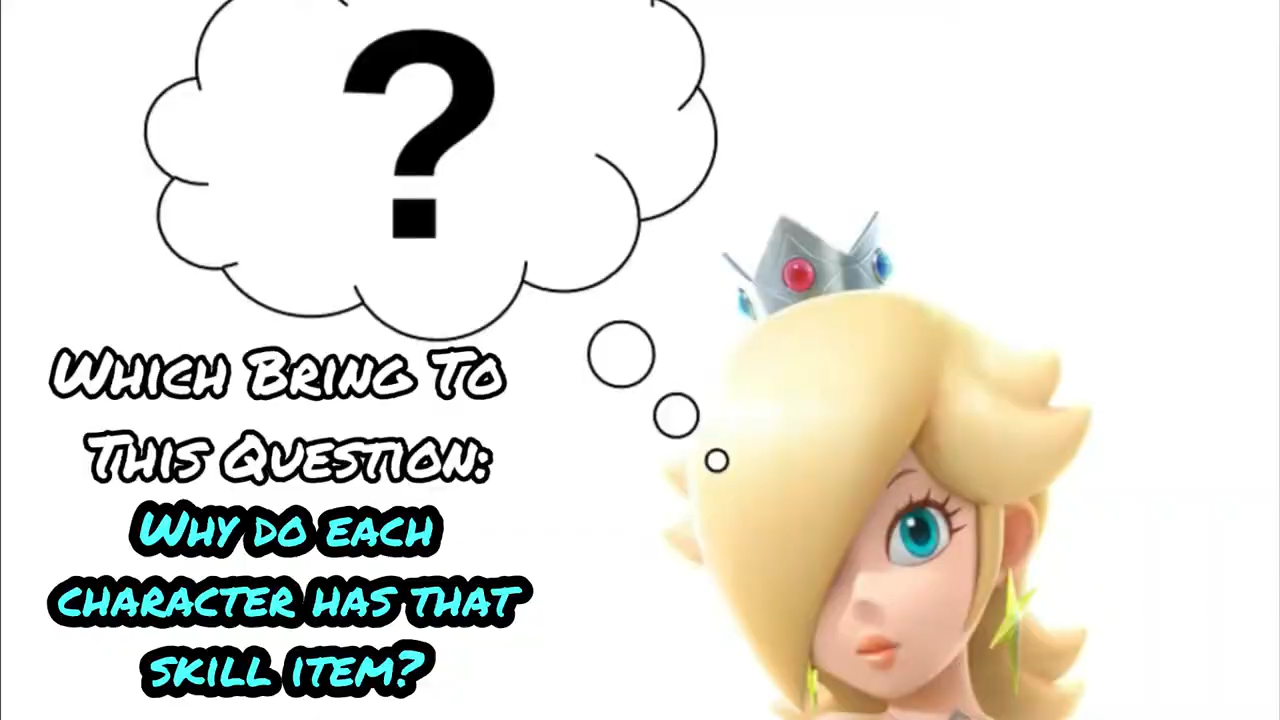 ?
Which Bring To
This Question:
Why do each
character has that
skill item?